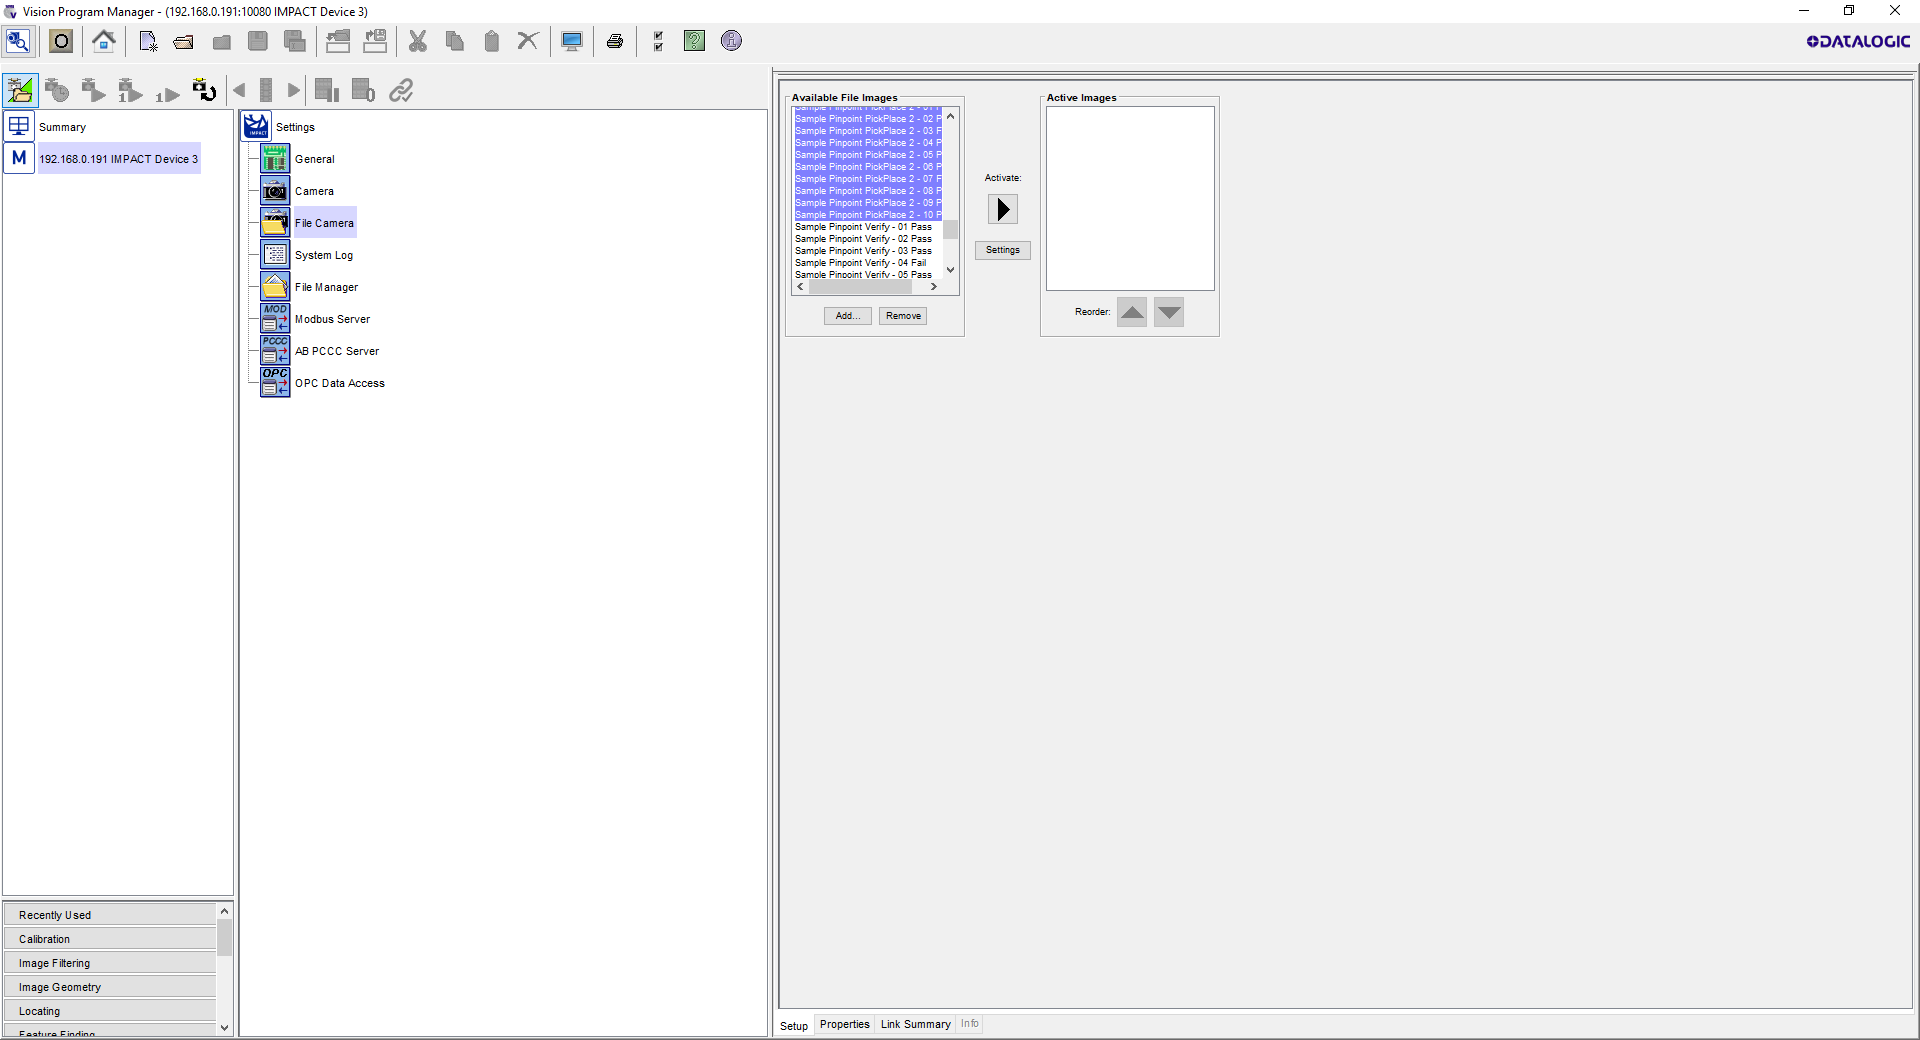 Vision Program Manager - (192.168.0.191:10080 IMPACT Device 3)
DATALOGIC
Summary
M
192.168.0.191 IMPACT Device 3
IMPACT
Settings
General
Camera
File Camera
System Log
File Manager
MOD
Modbus Server
PCCC
AB PCCC Server
OPC
OPC Data Access
Recently Used
Calibration
Image Filtering
Image Geometry
Locating
Feature Finding
Available File Images
Sample Pinpoint PickPlace 2 - 01
Sample Pinpoint PickPlace 2 - 02 P
Sample Pinpoint PickPlace 2 - 03 F
Sample Pinpoint PickPlace 2 - 04 P
Sample Pinpoint PickPlace 2 - 05 P
Sample Pinpoint PickPlace 2 - 06 P
Sample Pinpoint PickPlace 2 - 07 F
Sample Pinpoint PickPlace 2 - 08 P
Sample Pinpoint PickPlace 2 - 09 P
Sample Pinpoint PickPlace 2 - 10 P
Sample Pinpoint Verify - 01 Pass
Sample Pinpoint Verify - 02 Pass
Sample Pinpoint Verify - 03 Pass
Sample Pinpoint Verify - 04 Fail
Sample Pinpoint Verify - 05 Pass
Add...
Remove
Activate:
Settings
Active Images
Reorder:
Setup
Properties
Link Summary
Info